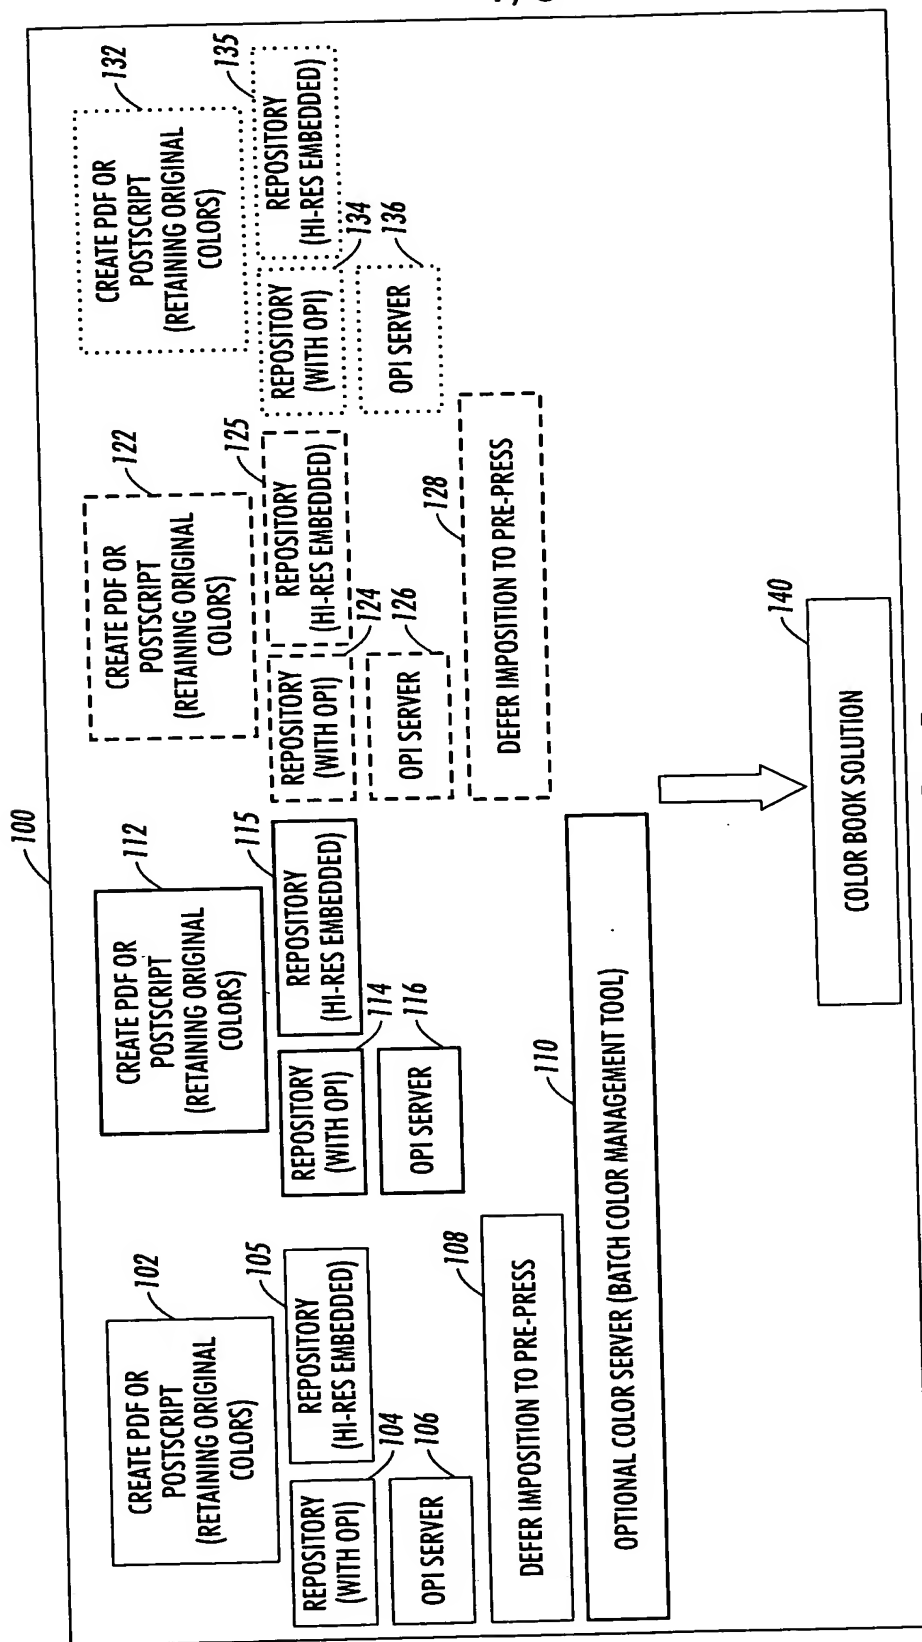 100
102
CREATE PDF OR
POSTSCRIPT
(RETAINING ORIGINAL
COLORS)
105
REPOSITORY
(WITH OPI)
REPOSITORY
(HI-RES EMBEDDED)
104
106
OPI SERVER
108
DEFER IMPOSITION TO PRE-PRESS
112
CREATE PDF OR
POSTSCRIPT
(RETAINING ORIGINAL
COLORS)
115
REPOSITORY
(WITH OPI)
REPOSITORY
(HI-RES EMBEDDED)
114
116
OPI SERVER
110
OPTIONAL COLOR SERVER (BATCH COLOR MANAGEMENT TOOL)
122
CREATE PDF OR
POSTSCRIPT
(RETAINING ORIGINAL
COLORS)
125
REPOSITORY
(WITH OPI)
REPOSITORY
(HI-RES EMBEDDED)
124
126
OPI SERVER
128
DEFER IMPOSITION TO PRE-PRESS
132
CREATE PDF OR
POSTSCRIPT
(RETAINING ORIGINAL
COLORS)
135
REPOSITORY
(WITH OPI)
REPOSITORY
(HI-RES EMBEDDED)
134
136
OPI SERVER
140
COLOR BOOK SOLUTION